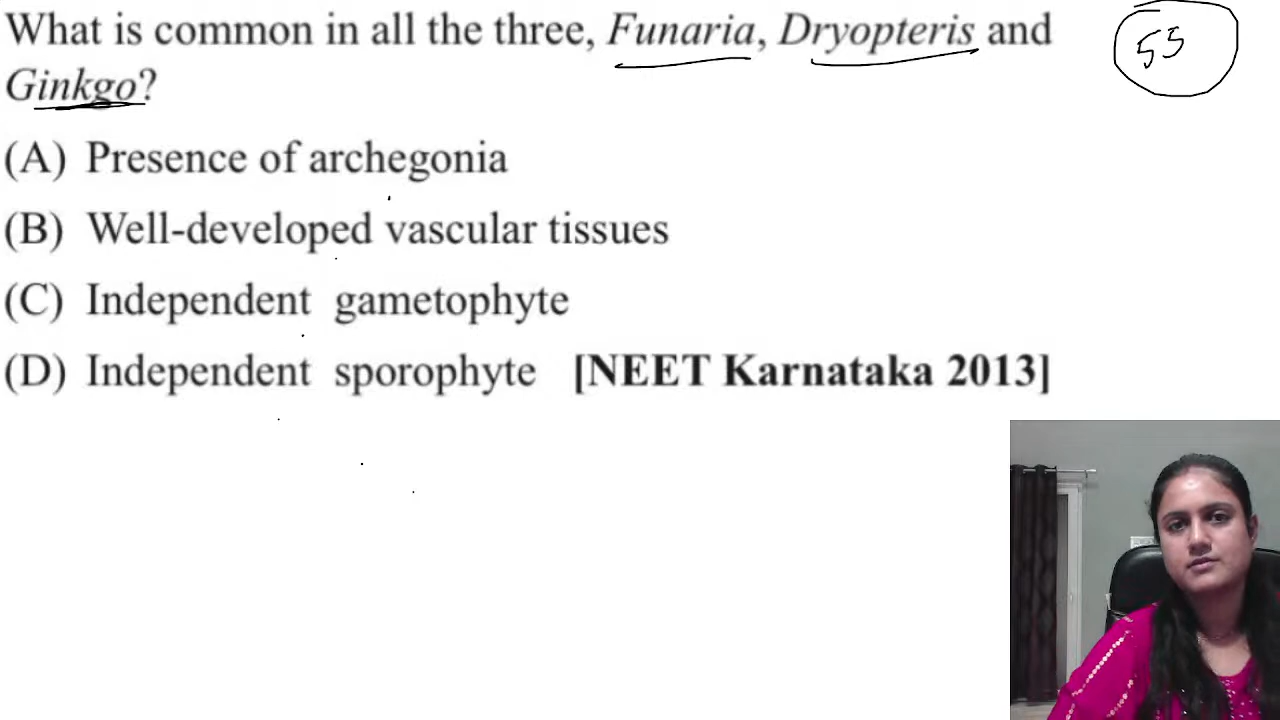 What is common in all the three, Funaria, Dryopteris and
55
Ginkgo?
(A) Presence of archegonia
(B) Well-developed vascular tissues
(C) Independent gametophyte
(D) Independent sporophyte [NEET Karnataka 2013]